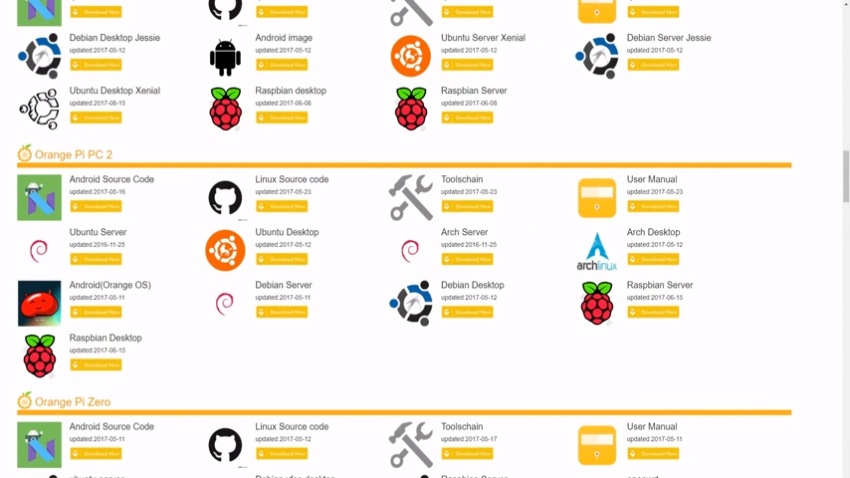 Download Now
Download Now
Download Now
Download Now
Debian Desktop Jessie
updated:2017-05-12
Download Now
Android image
updated:2017-05-12
Download Now
Ubuntu Server Xenial
updated:2017-05-12
Download Now
Debian Server Jessie
updated:2017-05-12
Download Now
Ubuntu Desktop Xenial
updated:2017-08-15
Download Now
Raspbian desktop
updated:2017-06-08
Download Now
Raspbian Server
updated:2017-06-08
Download Now
Orange Pi PC 2
Android Source Code
updated:2017-05-16
Download Now
Linux Source code
updated:2017-05-23
Download Now
Toolschain
updated:2017-05-23
Download Now
User Manual
updated:2017-05-23
Download Now
Ubuntu Server
updated:2016-11-25
Download Now
Ubuntu Desktop
updated:2017-05-12
Download Now
Arch Server
updated:2016-11-25
Download Now
archlinux
Arch Desktop
updated:2017-05-12
Download Now
Android(Orange OS)
updated:2017-05-11
Download Now
Debian Server
updated:2017-05-11
Download Now
Debian Desktop
updated:2017-05-12
Download Now
Raspbian Server
updated:2017-06-15
Download Now
Raspbian Desktop
updated:2017-06-15
Download Now
Orange Pi Zero
Android Source Code
updated:2017-05-11
Download Now
Linux Source code
updated:2017-05-12
Download Now
Toolschain
updated:2017-05-17
Download Now
User Manual
updated:2017-05-11
Download Now